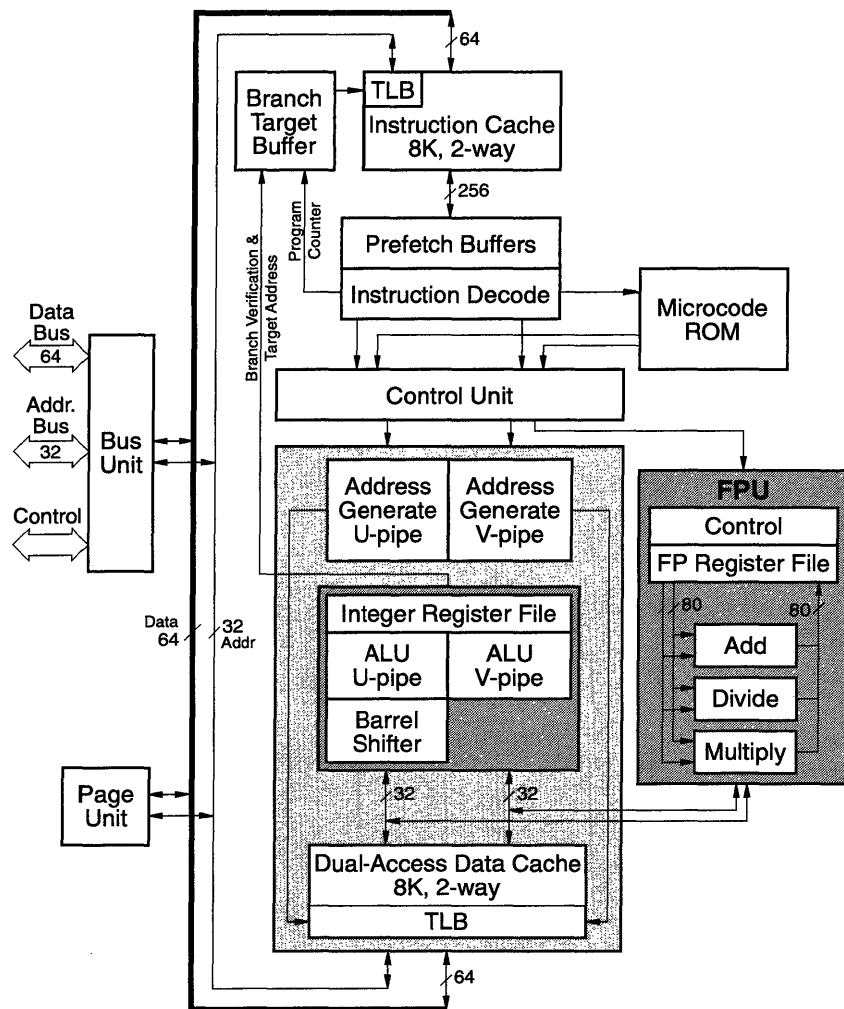 64
TLB
Branch
Target
Buffer
Instruction Cache
8K, 2-way
256
Branch Verification &
Target Address
Program
Counter
Prefetch Buffers
Instruction Decode
Microcode
ROM
Data
Bus
64
Control Unit
Addr.
Bus
32
Bus
Unit
Control
Address
Generate
U-pipe
Address
Generate
V-pipe
FPU
Control
FP Register File
80
80
Add
Divide
Multiply
Integer Register File
ALU
U-pipe
ALU
V-pipe
Barrel
Shifter
Data
64
32
Addr
32
32
Page
Unit
Dual-Access Data Cache
8K, 2-way
TLB
64